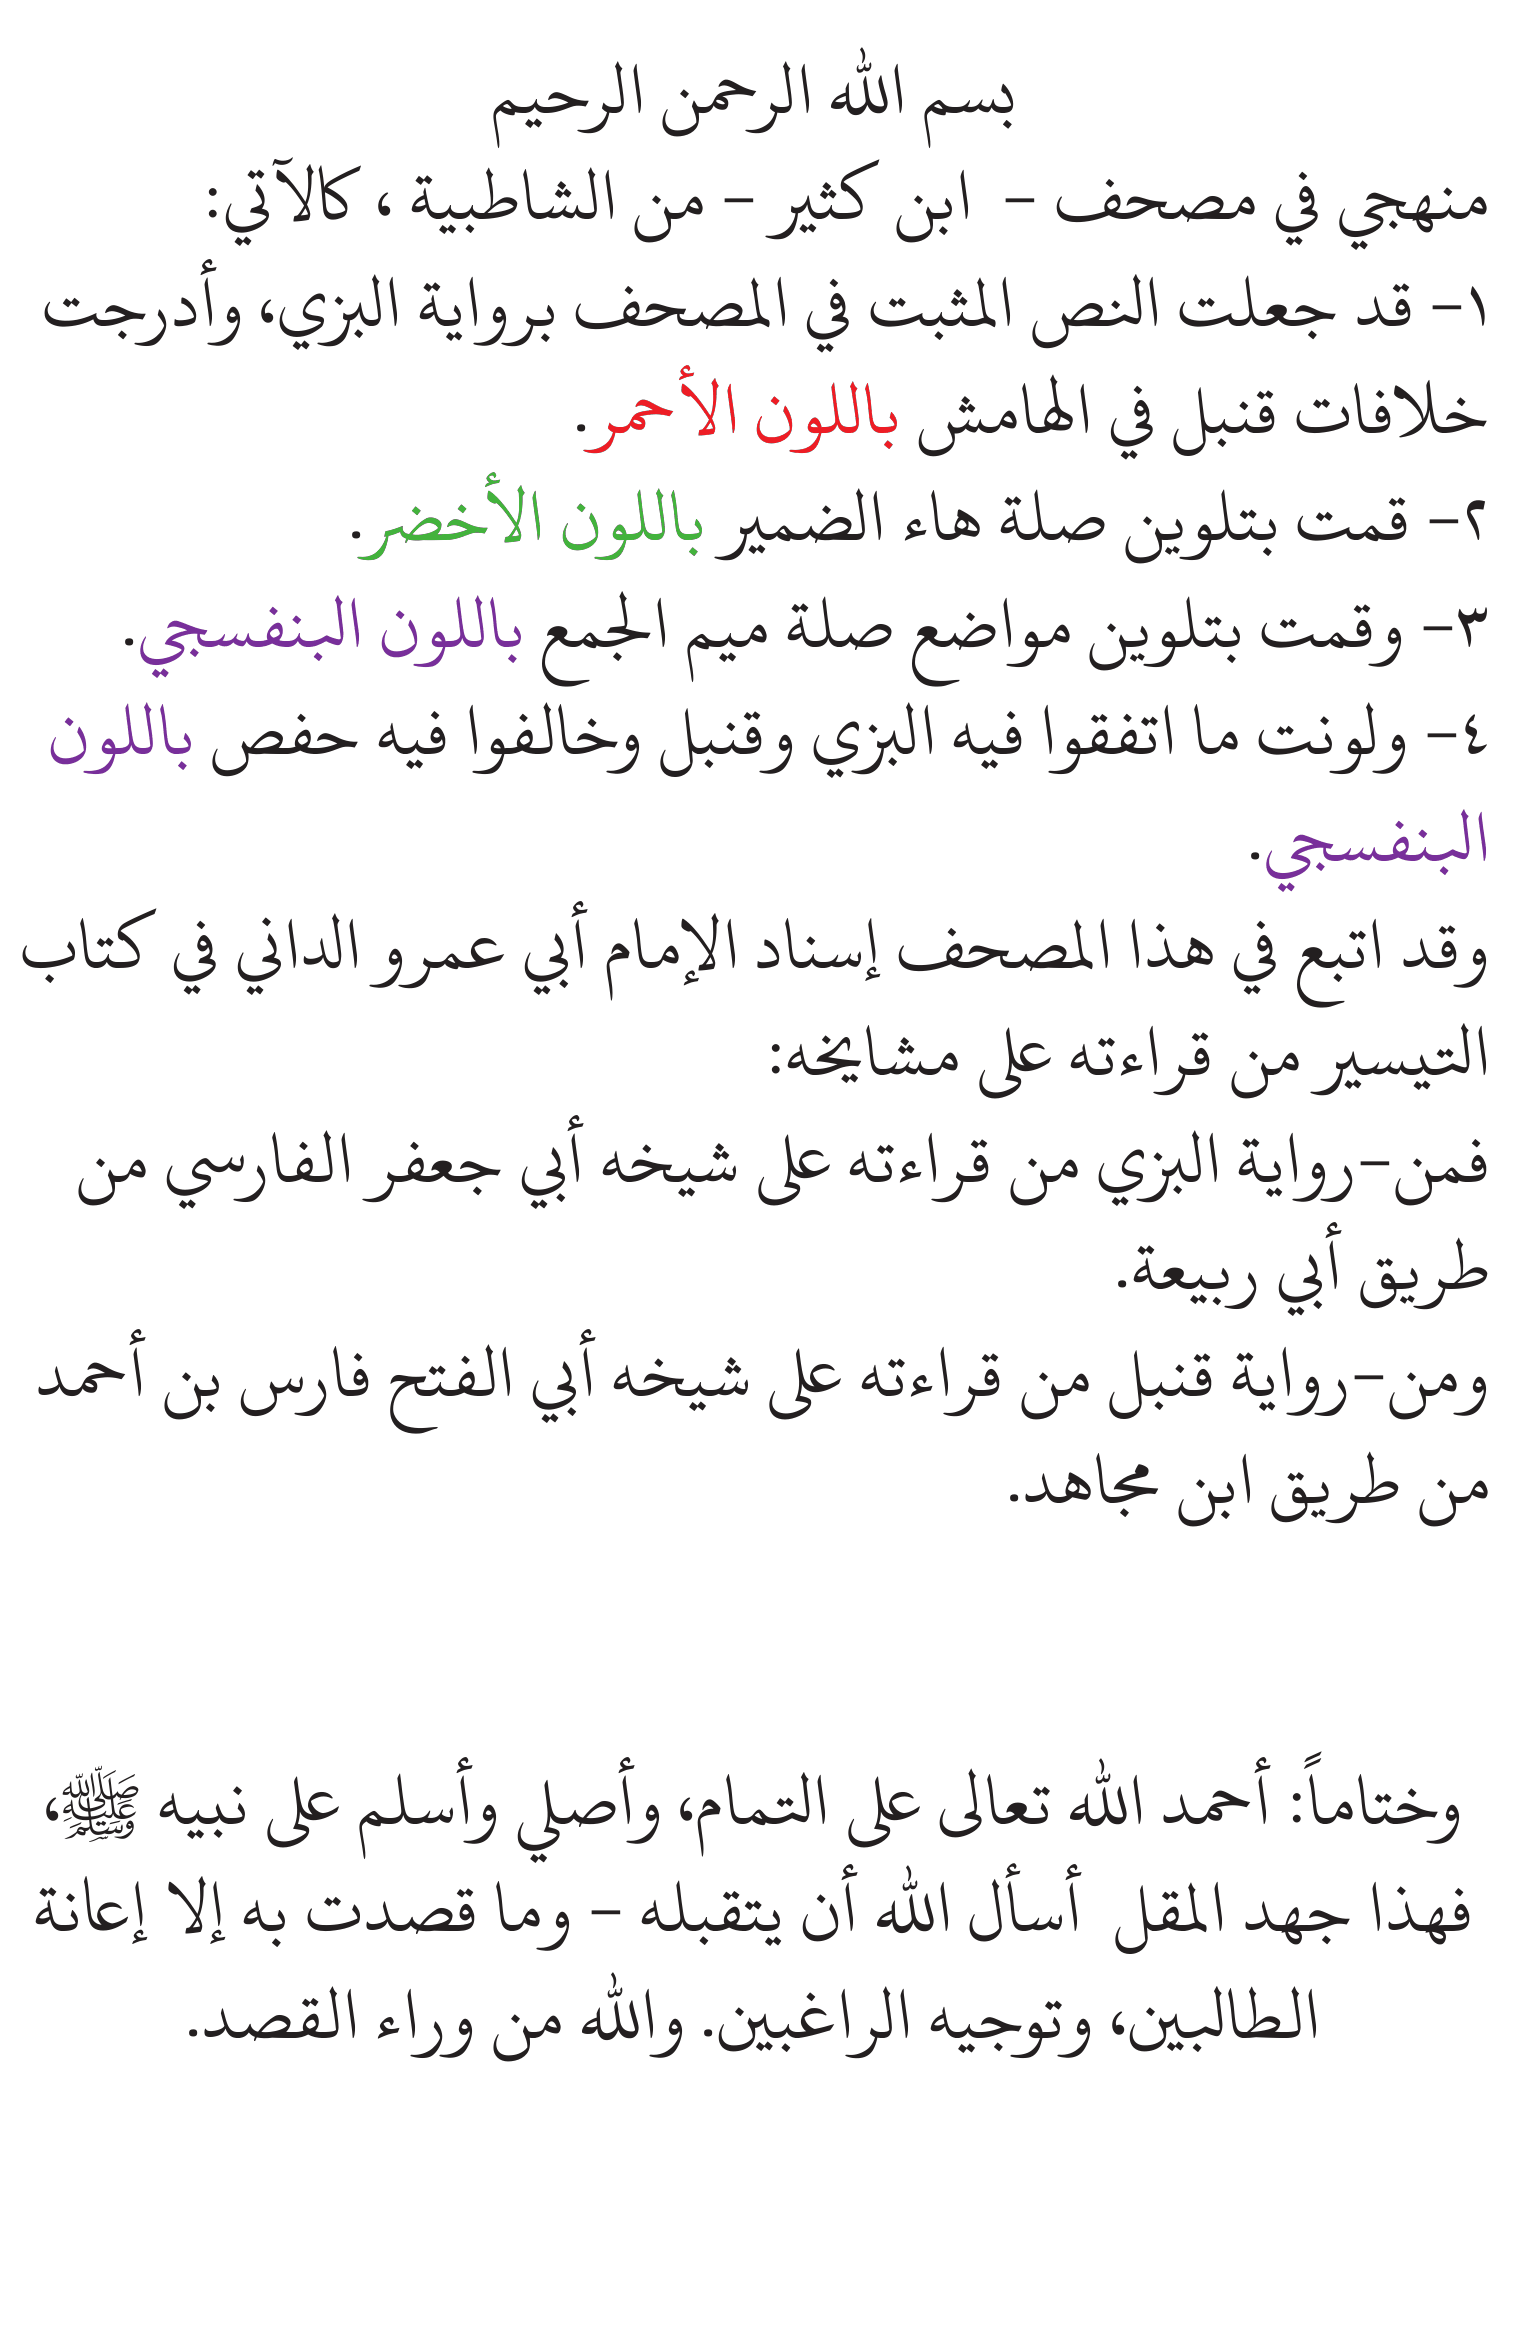 بسم الله الرحمن الرحيم
منهجي في مصحف - ابن كثير - من الشاطبية ، كالآتي:
١- قد جعلت النص المثبت في المصحف برواية البزي، وأدرجت
خلافات قنبل في الهامش باللون الأحمر.
٢- قمت بتلوين صلة هاء الضمير باللون الأخضر.
٣- وقمت بتلوين مواضع صلة ميم الجمع باللون البنفسجي.
٤- ولونت ما اتفقوا فيه البزي وقنبل وخالفوا فيه حفص باللون
البنفسجي.
وقد اتبع في هذا المصحف إسناد الإمام أبي عمرو الداني في كتاب
التيسير من قراءته على مشايخه:
فمن-رواية البزي من قراءته على شيخه أبي جعفر الفارسي من
طريق أبي ربيعة.
ومن-رواية قنبل من قراءته على شيخه أبي الفتح فارس بن أحمد
من طريق ابن مجاهد.
وختاماً: أحمد الله تعالى على التمام، وأصلي وأسلم على نبيه ﷺ،
فهذا جهد المقل أسأل الله أن يتقبله - وما قصدت به إلا إعانة
الطالبين، وتوجيه الراغبين. والله من وراء القصد.